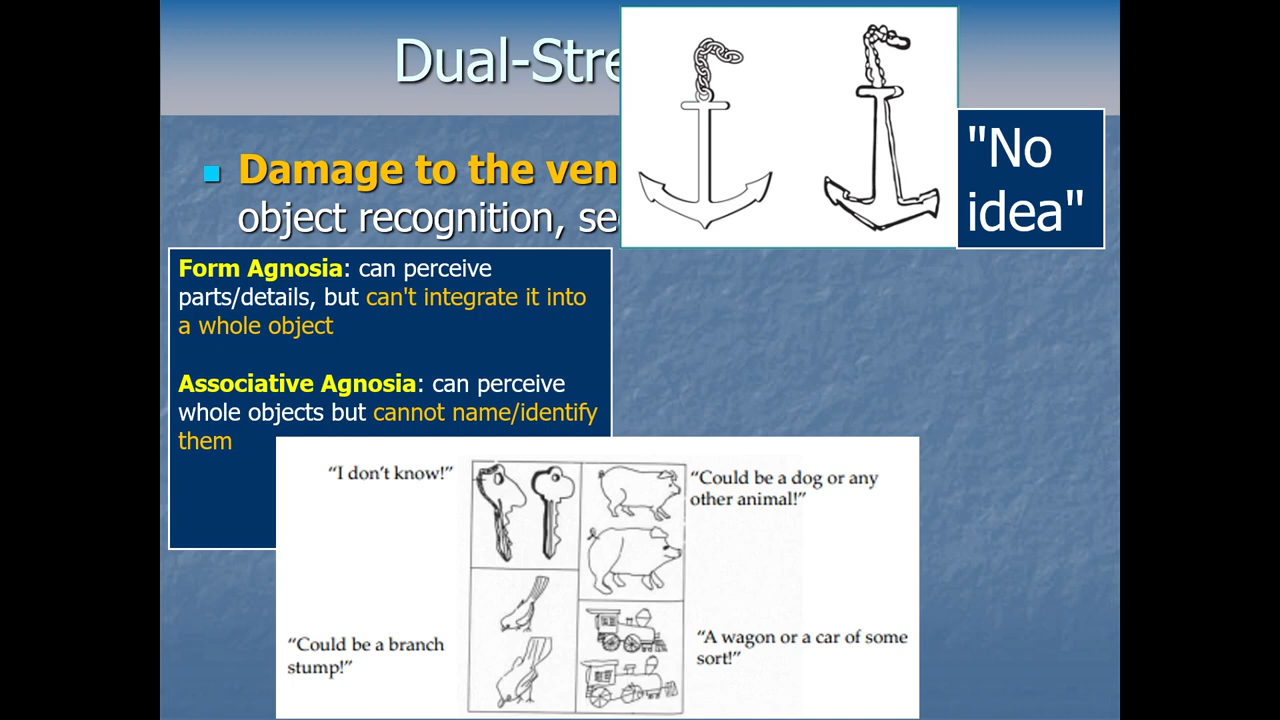 Dual-Stre
Damage to the ven
object recognition, se
"No
idea"
Form Agnosia: can perceive
parts/details, but can't integrate it into
a whole object
Associative Agnosia: can perceive
whole objects but cannot name/identify
them
“I don’t know!”
“Could be a dog or any
other animal!”
“Could be a branch
stump!”
“A wagon or a car of some
sort!”